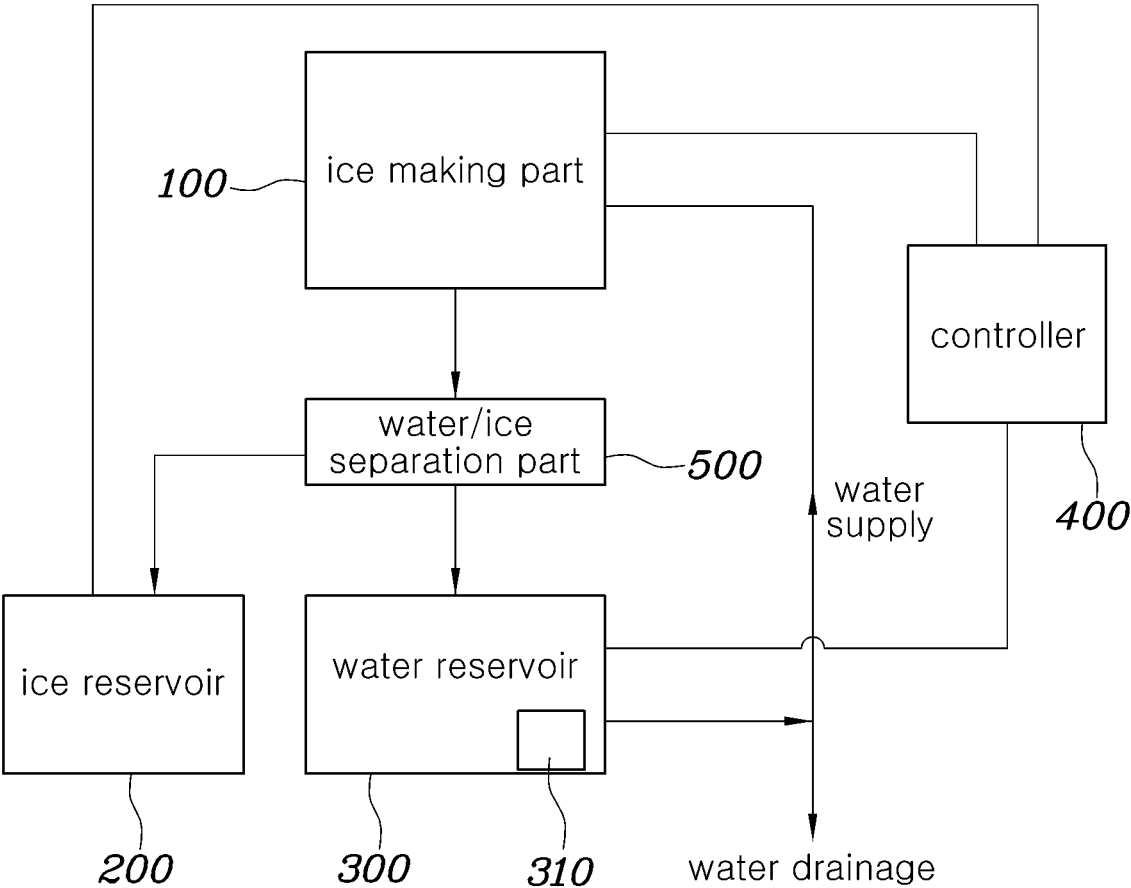 ice making part
100
controller
water/ice
separation part
500
400
water
supply
ice reservoir
water reservoir
200
300
310
water drainage